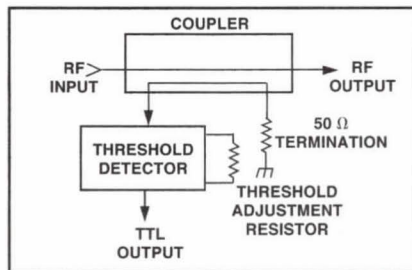 COUPLER
RF
INPUT
RF
OUTPUT
50 Ω
TERMINATION
THRESHOLD
DETECTOR
THRESHOLD
ADJUSTMENT
RESISTOR
TTL
OUTPUT